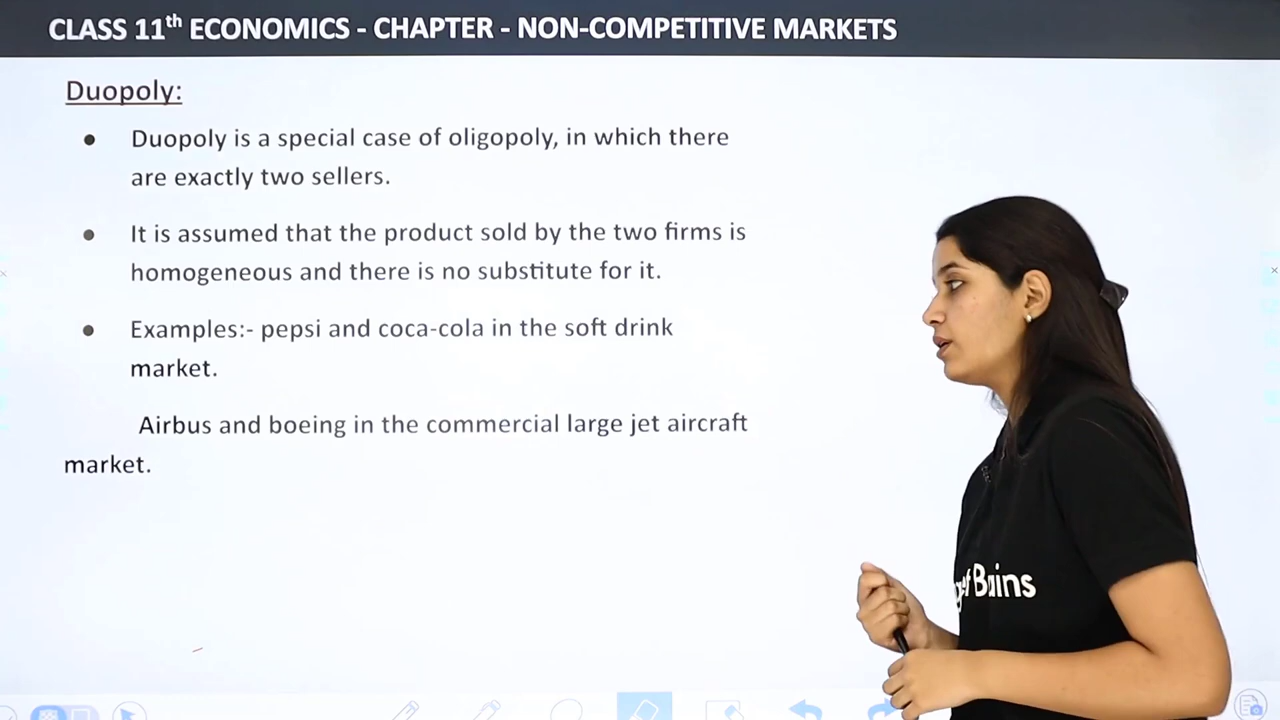 CLASS 11th ECONOMICS - CHAPTER - NON-COMPETITIVE MARKETS
Duopoly:
● Duopoly is a special case of oligopoly, in which there
are exactly two sellers.
● It is assumed that the product sold by the two firms is
homogeneous and there is no substitute for it.
● Examples:- pepsi and coca-cola in the soft drink
market.
Airbus and boeing in the commercial large jet aircraft
market.